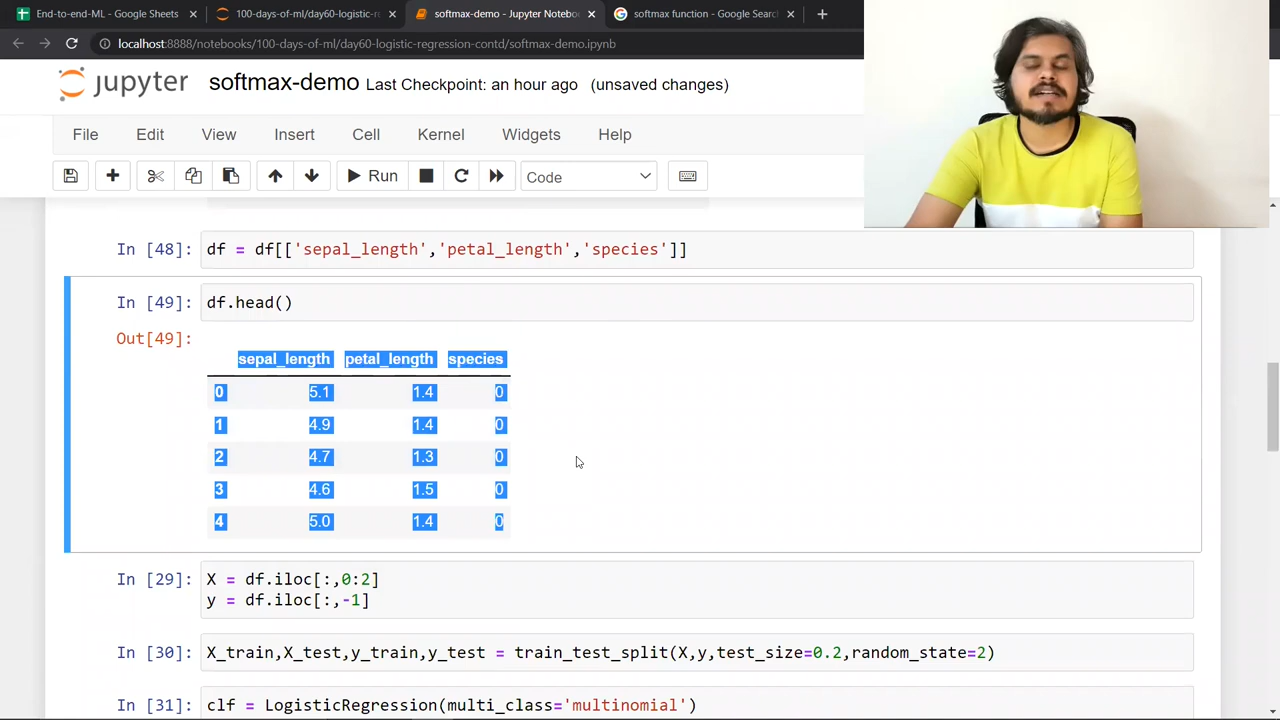 End-to-end-ML - Google Sheets
100-days-of-ml/day60-logistic-re
softmax-demo - Jupyter Notebo
softmax function - Google Searc
localhost:8888/notebooks/100-days-of-ml/day60-logistic-regression-contd/softmax-demo.ipynb
jupyter softmax-demo Last Checkpoint: an hour ago (unsaved changes)
File Edit View Insert Cell Kernel Widgets Help
Run Code
In [48]: df = df[['sepal_length','petal_length','species']]
In [49]: df.head()
Out[49]:
sepal_length petal_length species
0 5.1 1.4 0
1 4.9 1.4 0
2 4.7 1.3 0
3 4.6 1.5 0
4 5.0 1.4 0
In [29]: X = df.iloc[:,0:2]
y = df.iloc[:,-1]
In [30]: X_train,X_test,y_train,y_test = train_test_split(X,y,test_size=0.2,random_state=2)
In [31]: clf = LogisticRegression(multi_class='multinomial')